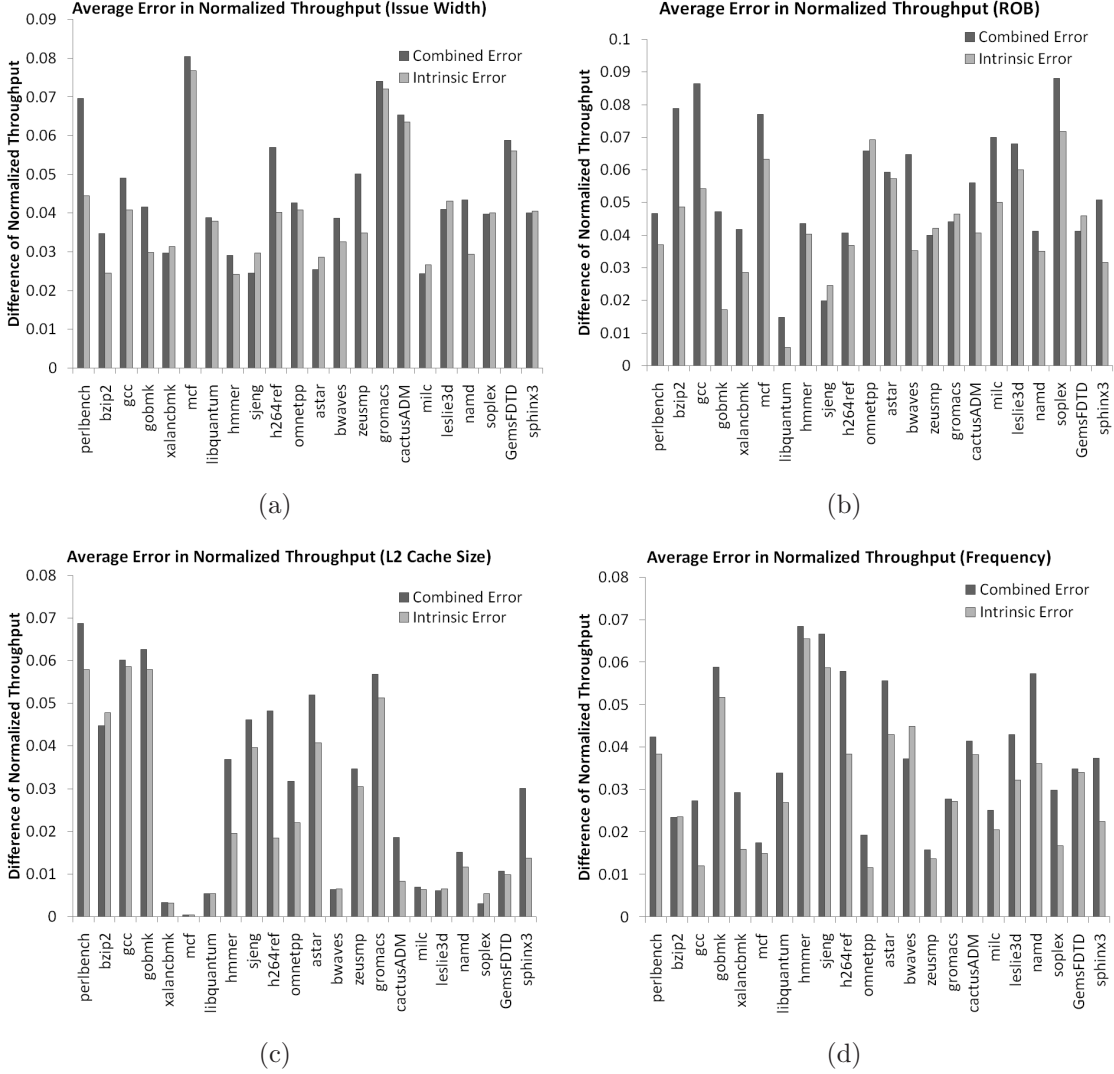 Average Error in Normalized Throughput (Issue Width)
Difference of Normalized Throughput
0.09
0.08
0.07
0.06
0.05
0.04
0.03
0.02
0.01
0
Combined Error
Intrinsic Error
perlbench
bzip2
gcc
gobmk
xalancbmk
mcf
libquantum
hmmer
sjeng
h264ref
omnetpp
astar
bwaves
zeusmp
gromacs
cactusADM
milc
leslie3d
namd
soplex
GemsFDTD
sphinx3
(a)
Average Error in Normalized Throughput (ROB)
Difference of Normalized Throughput
0.1
0.09
0.08
0.07
0.06
0.05
0.04
0.03
0.02
0.01
0
Combined Error
Intrinsic Error
perlbench
bzip2
gcc
gobmk
xalancbmk
mcf
libquantum
hmmer
sjeng
h264ref
omnetpp
astar
bwaves
zeusmp
gromacs
cactusADM
milc
leslie3d
namd
soplex
GemsFDTD
sphinx3
(b)
Average Error in Normalized Throughput (L2 Cache Size)
Difference of Normalized Throughput
0.08
0.07
0.06
0.05
0.04
0.03
0.02
0.01
0
Combined Error
Intrinsic Error
perlbench
bzip2
gcc
gobmk
xalancbmk
mcf
libquantum
hmmer
sjeng
h264ref
omnetpp
astar
bwaves
zeusmp
gromacs
cactusADM
milc
leslie3d
namd
soplex
GemsFDTD
sphinx3
(c)
Average Error in Normalized Throughput (Frequency)
Difference of Normalized Throughput
0.08
0.07
0.06
0.05
0.04
0.03
0.02
0.01
0
Combined Error
Intrinsic Error
perlbench
bzip2
gcc
gobmk
xalancbmk
mcf
libquantum
hmmer
sjeng
h264ref
omnetpp
astar
bwaves
zeusmp
gromacs
cactusADM
milc
leslie3d
namd
soplex
GemsFDTD
sphinx3
(d)